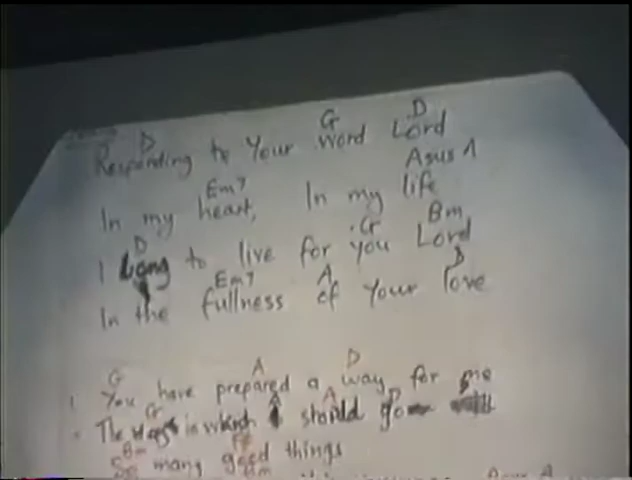 D G D
Responding to Your word Lord
Em7 Asus A
In my heart, In my life
D G Bm
I long to live for you Lord
Em7 A D
In the fullness of Your love
G A D
1 You have prepared a way for me
G A A D
The ways in which I should go
Bm F#
So many good things